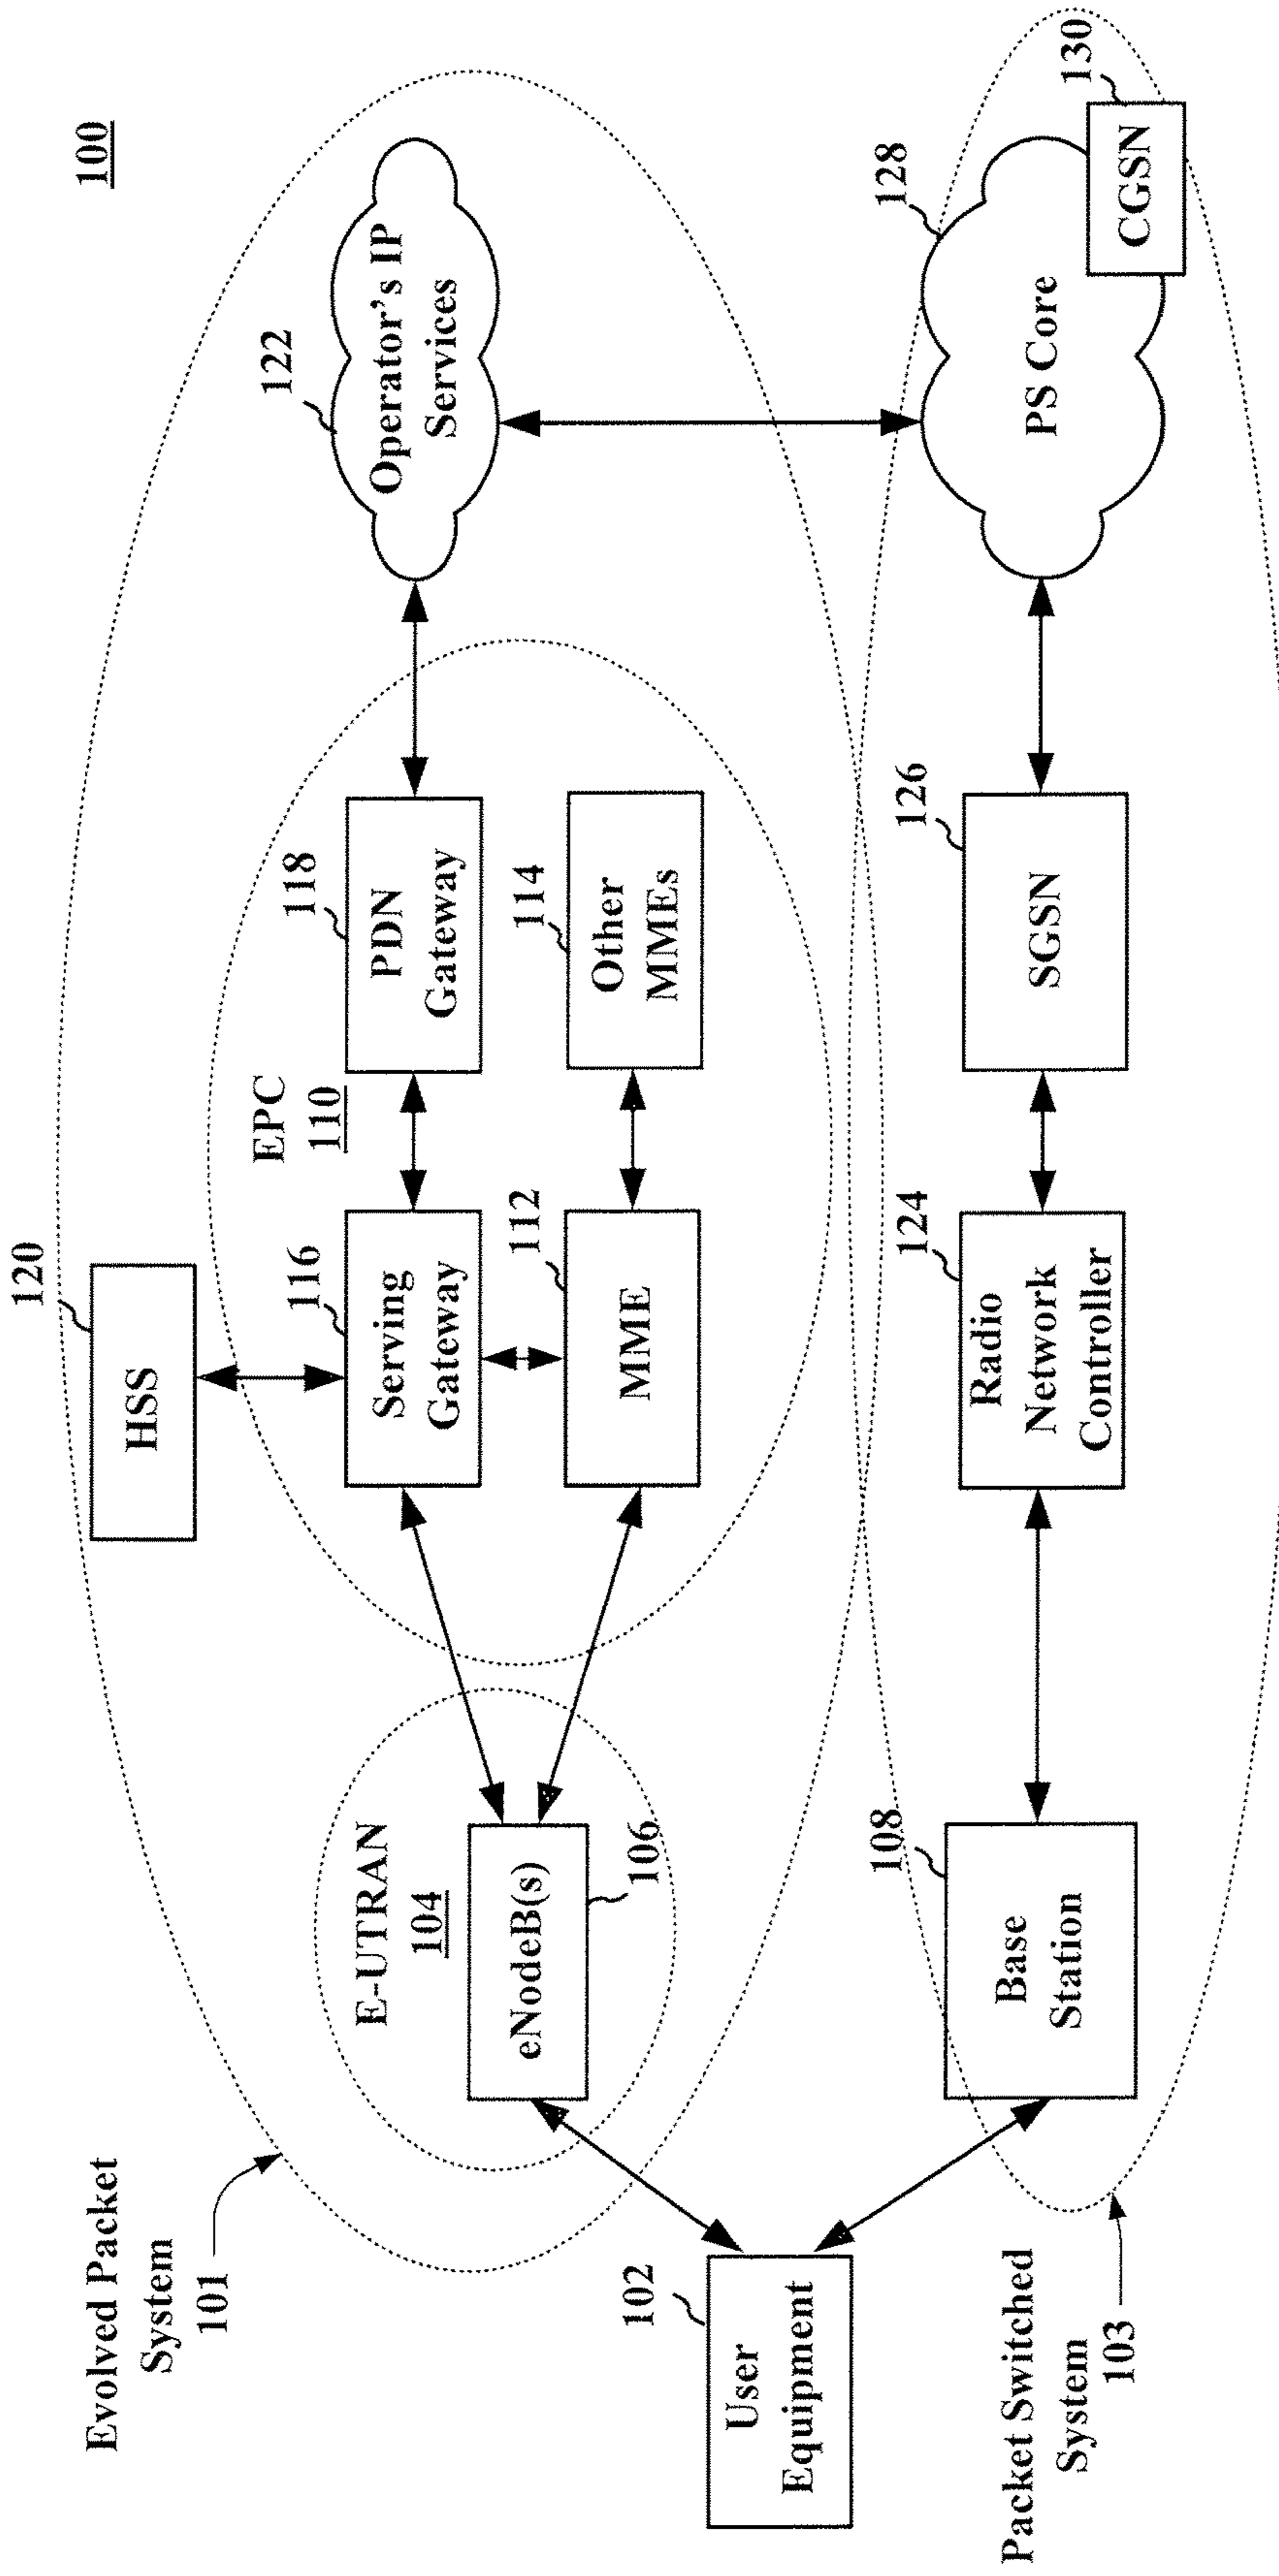 100
Evolved Packet
System
101
120
HSS
EPC
110
116
Serving
Gateway
118
PDN
Gateway
122
Operator's IP
Services
E-UTRAN
104
eNodeB(s)
106
112
MME
114
Other
MMEs
102
User
Equipment
Packet Switched
System
103
108
Base
Station
124
Radio
Network
Controller
126
SGSN
128
PS Core
CGSN
130